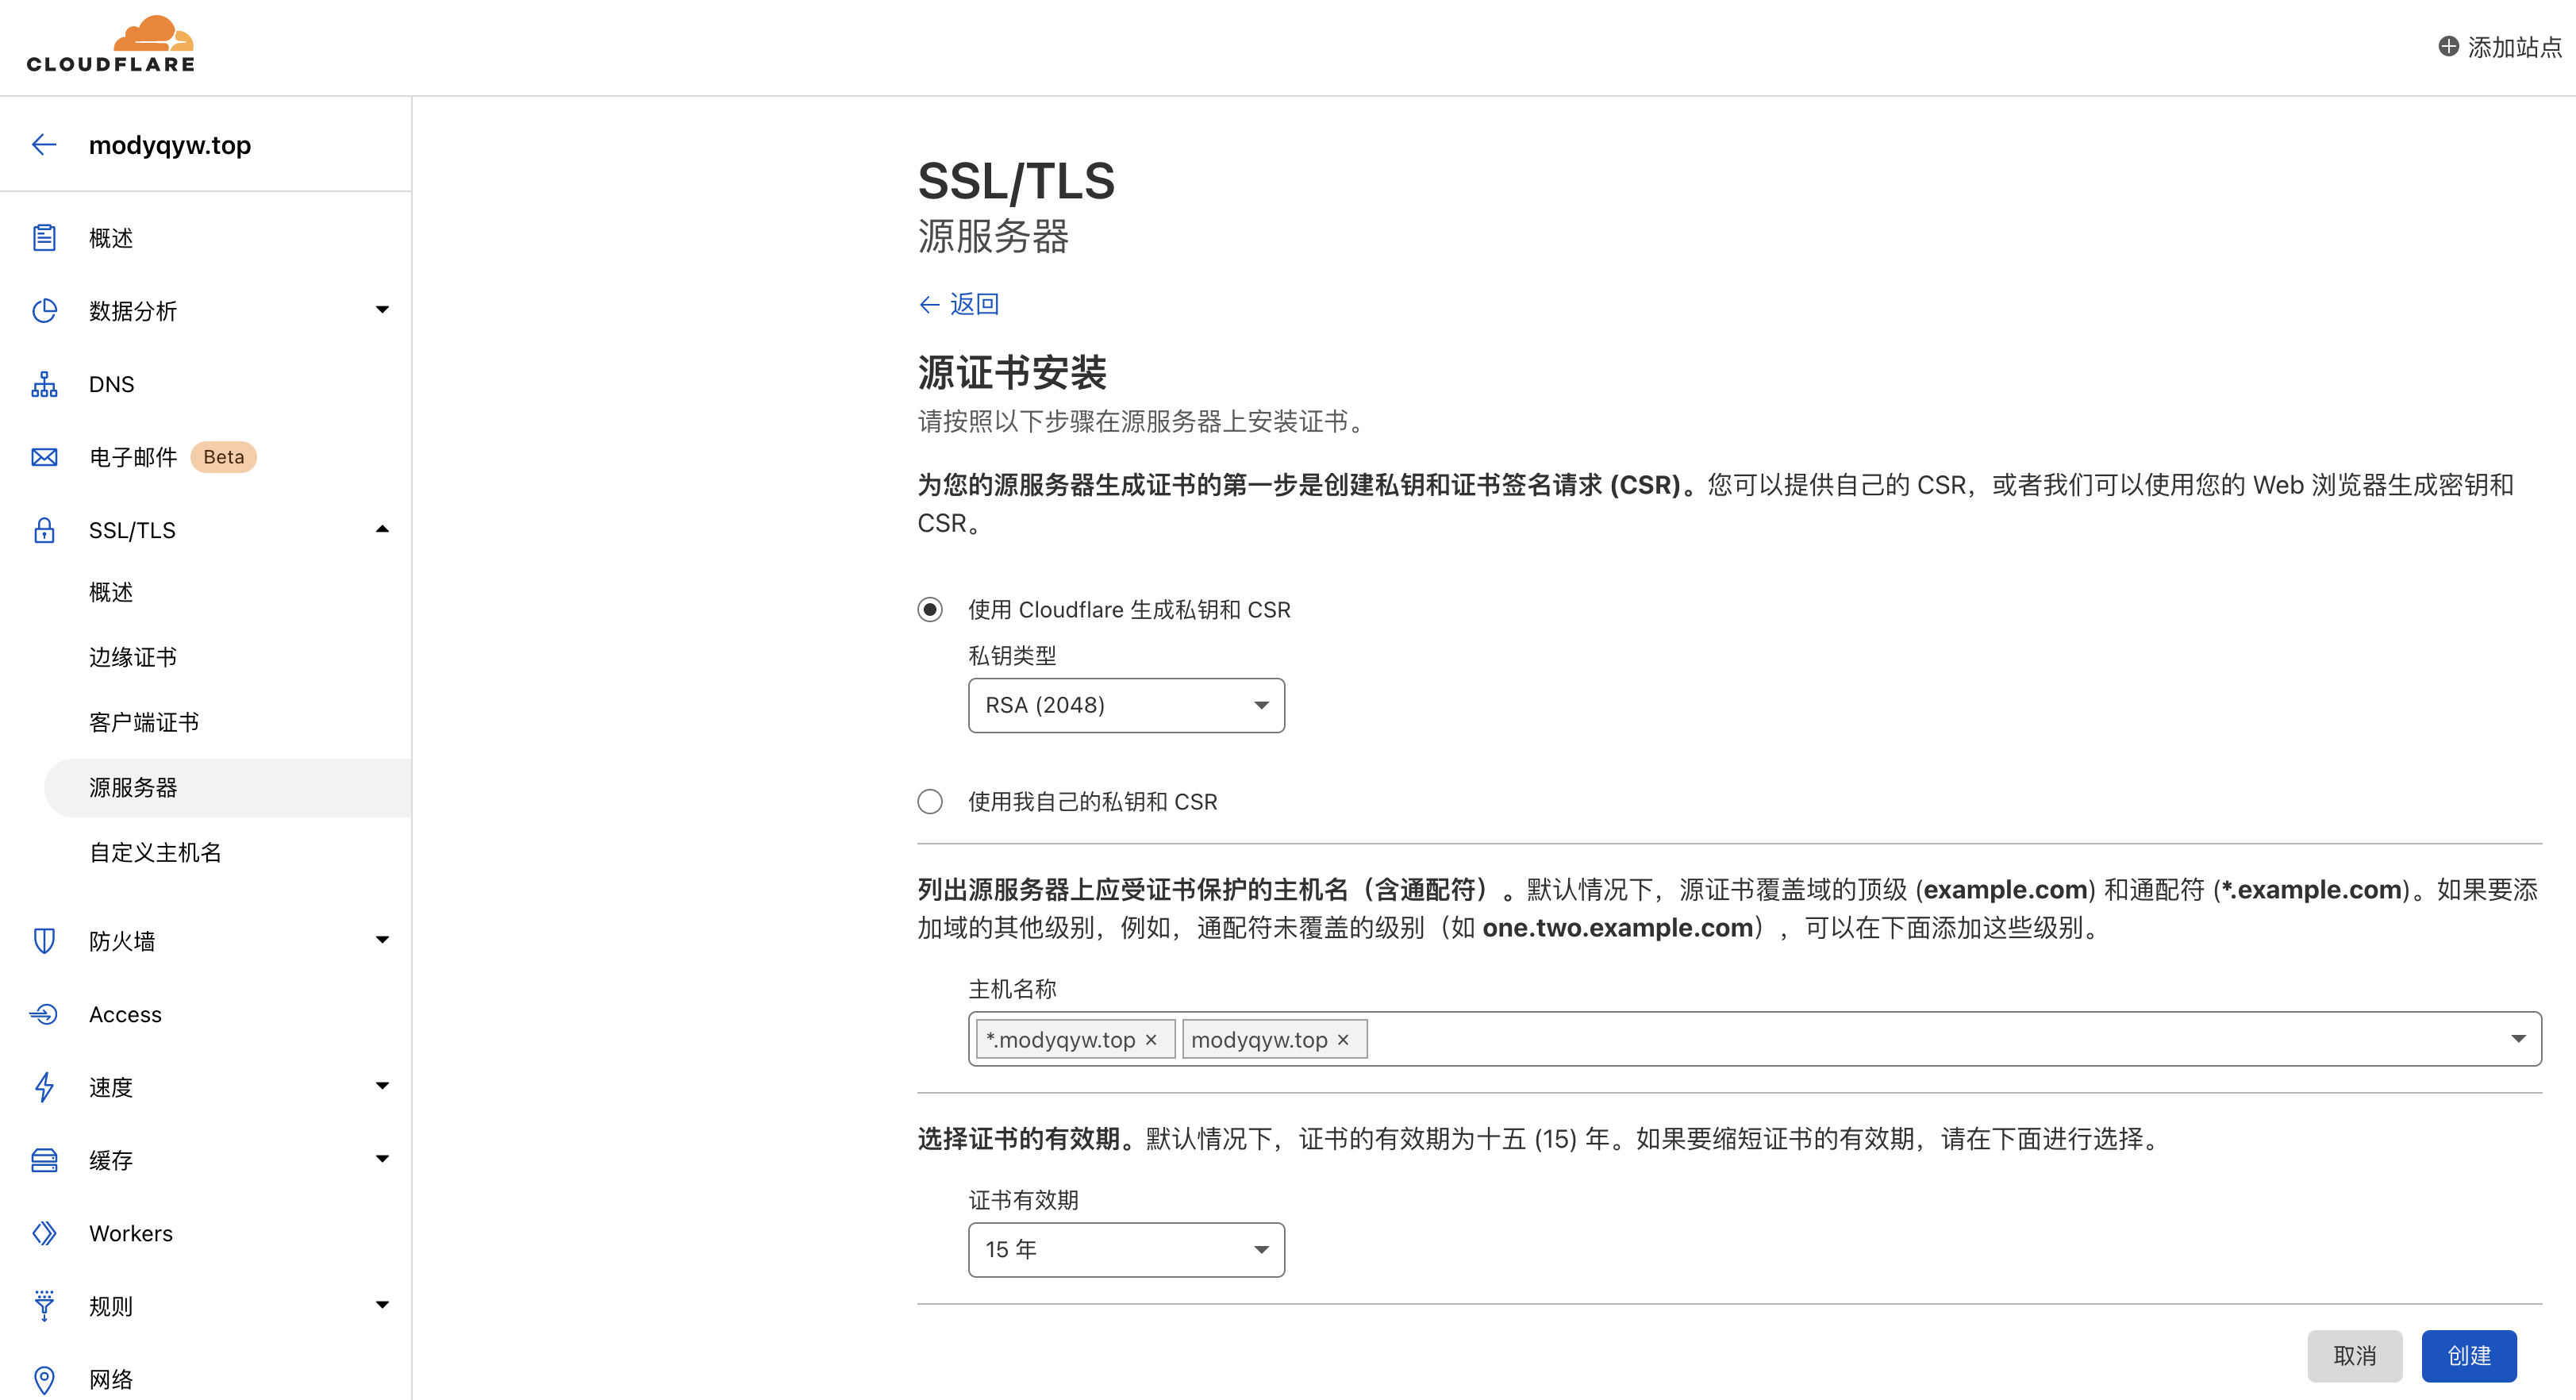 CLOUDFLARE
添加站点
modyqyw.top
概述
数据分析
DNS
电子邮件 Beta
SSL/TLS
概述
边缘证书
客户端证书
源服务器
自定义主机名
防火墙
Access
速度
缓存
Workers
规则
网络
SSL/TLS
源服务器
返回
源证书安装
请按照以下步骤在源服务器上安装证书。
为您的源服务器生成证书的第一步是创建私钥和证书签名请求 (CSR)。您可以提供自己的 CSR，或者我们可以使用您的 Web 浏览器生成密钥和
CSR。
使用 Cloudflare 生成私钥和 CSR
私钥类型
RSA (2048)
使用我自己的私钥和 CSR
列出源服务器上应受证书保护的主机名（含通配符）。默认情况下，源证书覆盖域的顶级 (example.com) 和通配符 (*.example.com)。如果要添
加域的其他级别，例如，通配符未覆盖的级别（如 one.two.example.com），可以在下面添加这些级别。
主机名称
*.modyqyw.top × modyqyw.top ×
选择证书的有效期。默认情况下，证书的有效期为十五 (15) 年。如果要缩短证书的有效期，请在下面进行选择。
证书有效期
15 年
取消 创建